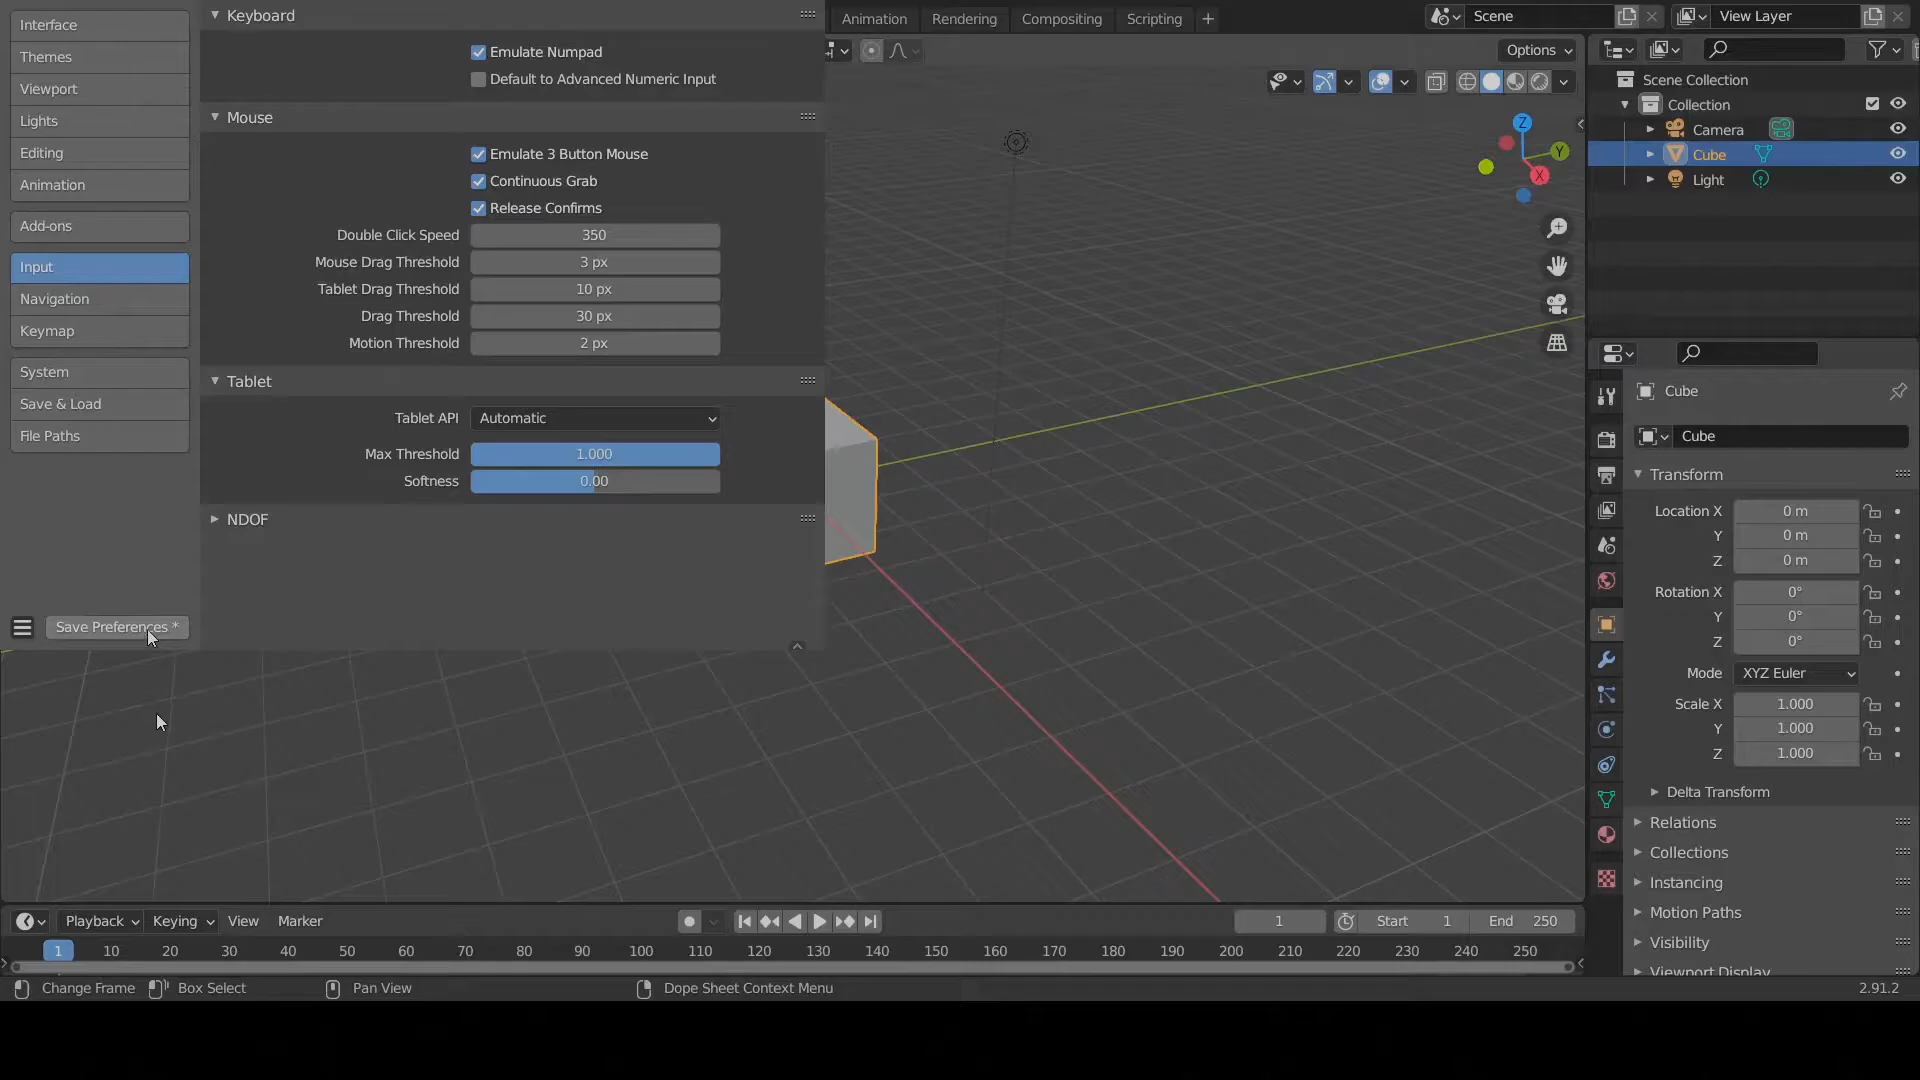 Interface
Themes
Viewport
Lights
Editing
Animation
Add-ons
Input
Navigation
Keymap
System
Save & Load
File Paths
Save Preferences *
Keyboard
Emulate Numpad
Default to Advanced Numeric Input
Mouse
Emulate 3 Button Mouse
Continuous Grab
Release Confirms
Double Click Speed 350
Mouse Drag Threshold 3 px
Tablet Drag Threshold 10 px
Drag Threshold 30 px
Motion Threshold 2 px
Tablet
Tablet API Automatic
Max Threshold 1.000
Softness 0.00
NDOF
Animation Rendering Compositing Scripting +
Scene
View Layer
Options
Z
Y
X
Scene Collection
Collection
Camera
Cube
Light
Cube
Cube
Transform
Location X 0 m
Y 0 m
Z 0 m
Rotation X 0°
Y 0°
Z 0°
Mode XYZ Euler
Scale X 1.000
Y 1.000
Z 1.000
Delta Transform
Relations
Collections
Instancing
Motion Paths
Visibility
Viewport Display
Playback Keying View Marker
1 Start 1 End 250
1 10 20 30 40 50 60 70 80 90 100 110 120 130 140 150 160 170 180 190 200 210 220 230 240 250
Change Frame Box Select Pan View Dope Sheet Context Menu 2.91.2